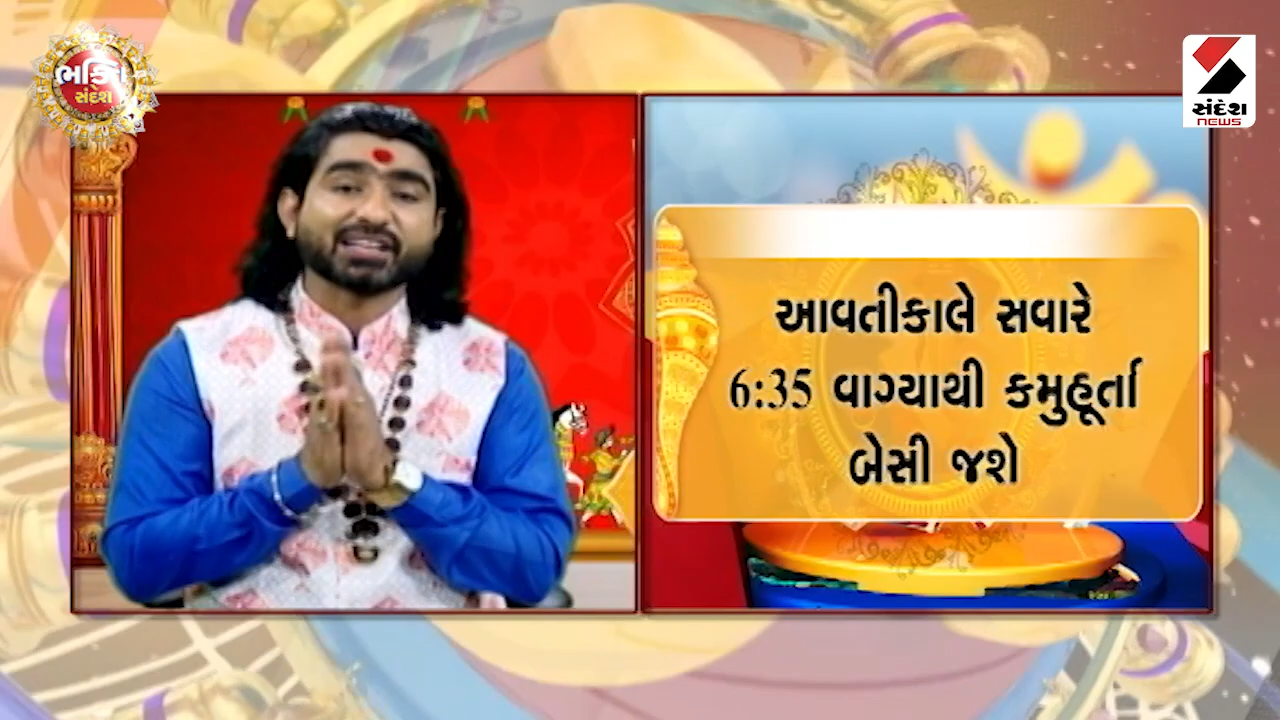 ભક્તિ
સંદેશ
સંદેશ
NEWS
આવતીકાલે સવારે
6:35 વાગ્યાથી કમુહૂર્તા
બેસી જશે